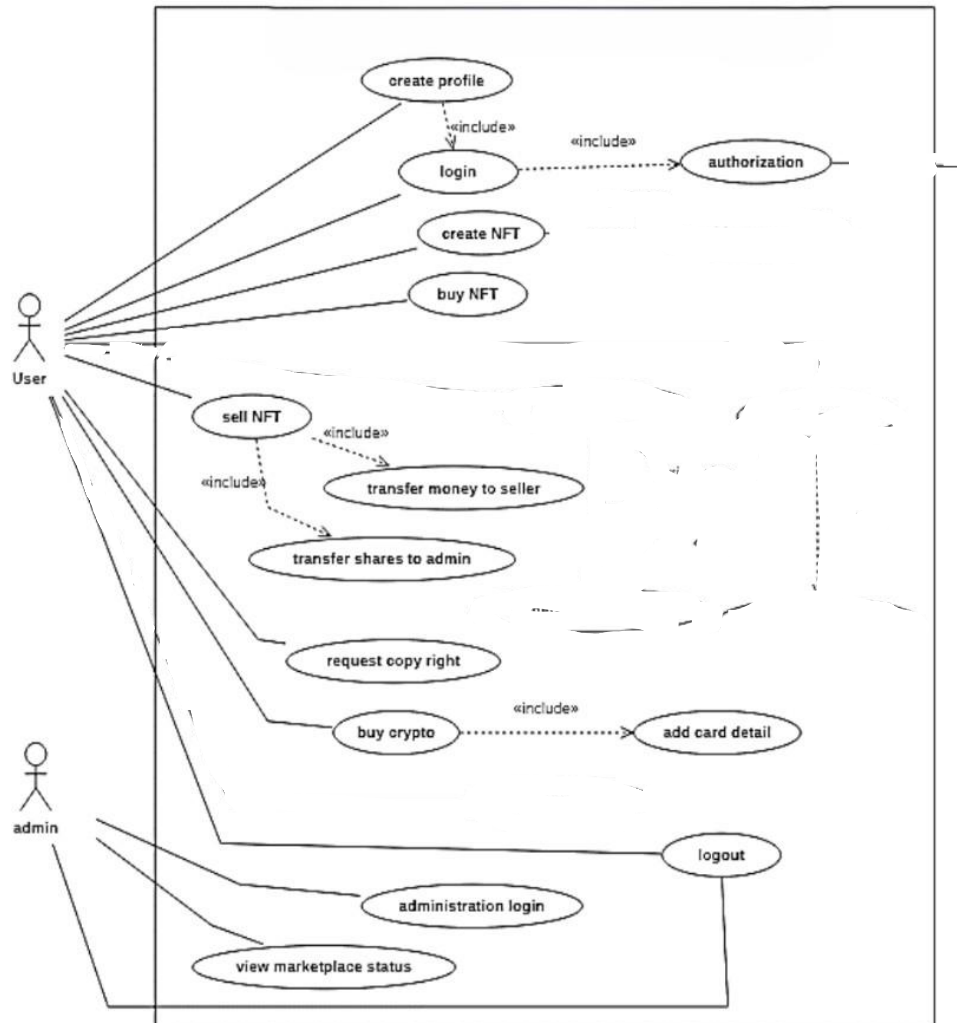 create profile
«include»
«include»
login
authorization
create NFT
buy NFT
User
sell NFT
«include»
«include»
transfer money to seller
transfer shares to admin
request copy right
«include»
buy crypto
add card detail
admin
logout
administration login
view marketplace status